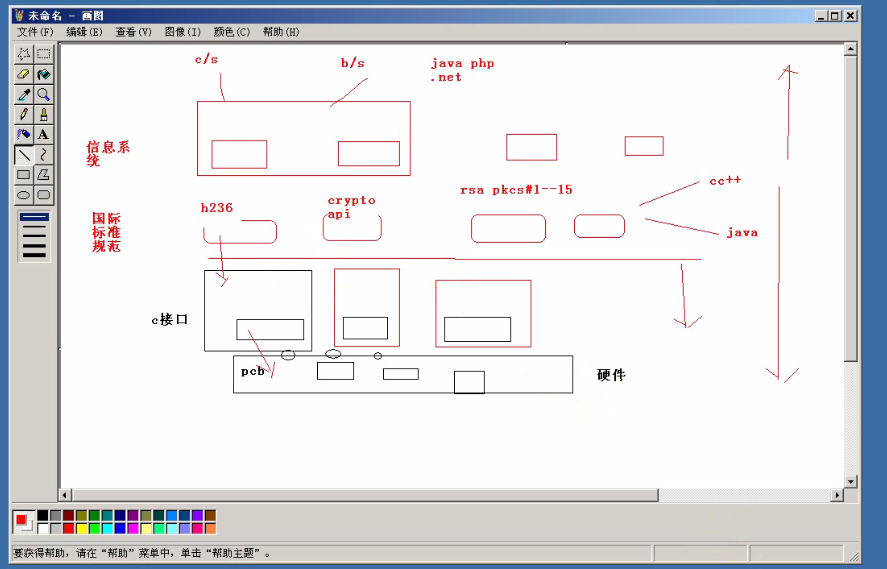 未命名 - 画图
文件(F) 编辑(E) 查看(V) 图像(I) 颜色(C) 帮助(H)
c/s
b/s
java php
.net
信息系
统
rsa pkcs#1--15
cc++
h236
crypto
api
国际
标准
规范
java
c接口
pcb
硬件
要获得帮助，请在“帮助”菜单中，单击“帮助主题”。